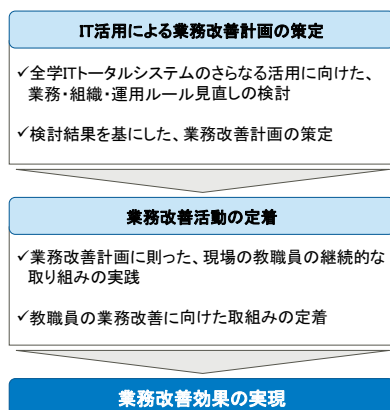 IT活用による業務改善計画の策定
✓全学ITトータルシステムのさらなる活用に向けた、
業務・組織・運用ルール見直しの検討
✓検討結果を基にした、業務改善計画の策定
業務改善活動の定着
✓業務改善計画に則った、現場の教職員の継続的な
取り組みの実践
✓教職員の業務改善に向けた取組みの定着
業務改善効果の実現